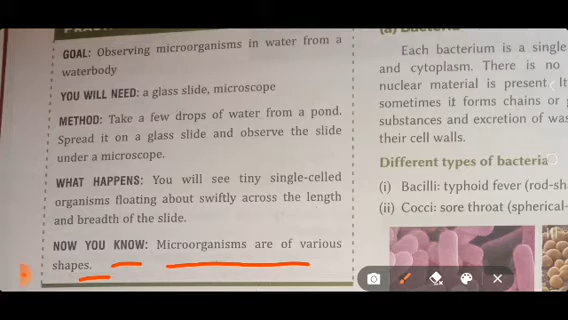 GOAL: Observing microorganisms in water from a
waterbody
YOU WILL NEED: a glass slide, microscope
METHOD: Take a few drops of water from a pond.
Spread it on a glass slide and observe the slide
under a microscope.
WHAT HAPPENS: You will see tiny single-celled
organisms floating about swiftly across the length
and breadth of the slide.
NOW YOU KNOW: Microorganisms are of various
shapes.
Each bacterium is a single
and cytoplasm. There is no
nuclear material is present. It
sometimes it forms chains or
substances and excretion of
their cell walls.
Different types of bacteria
(i) Bacilli: typhoid fever
(ii) Cocci: sore throat (spherical-